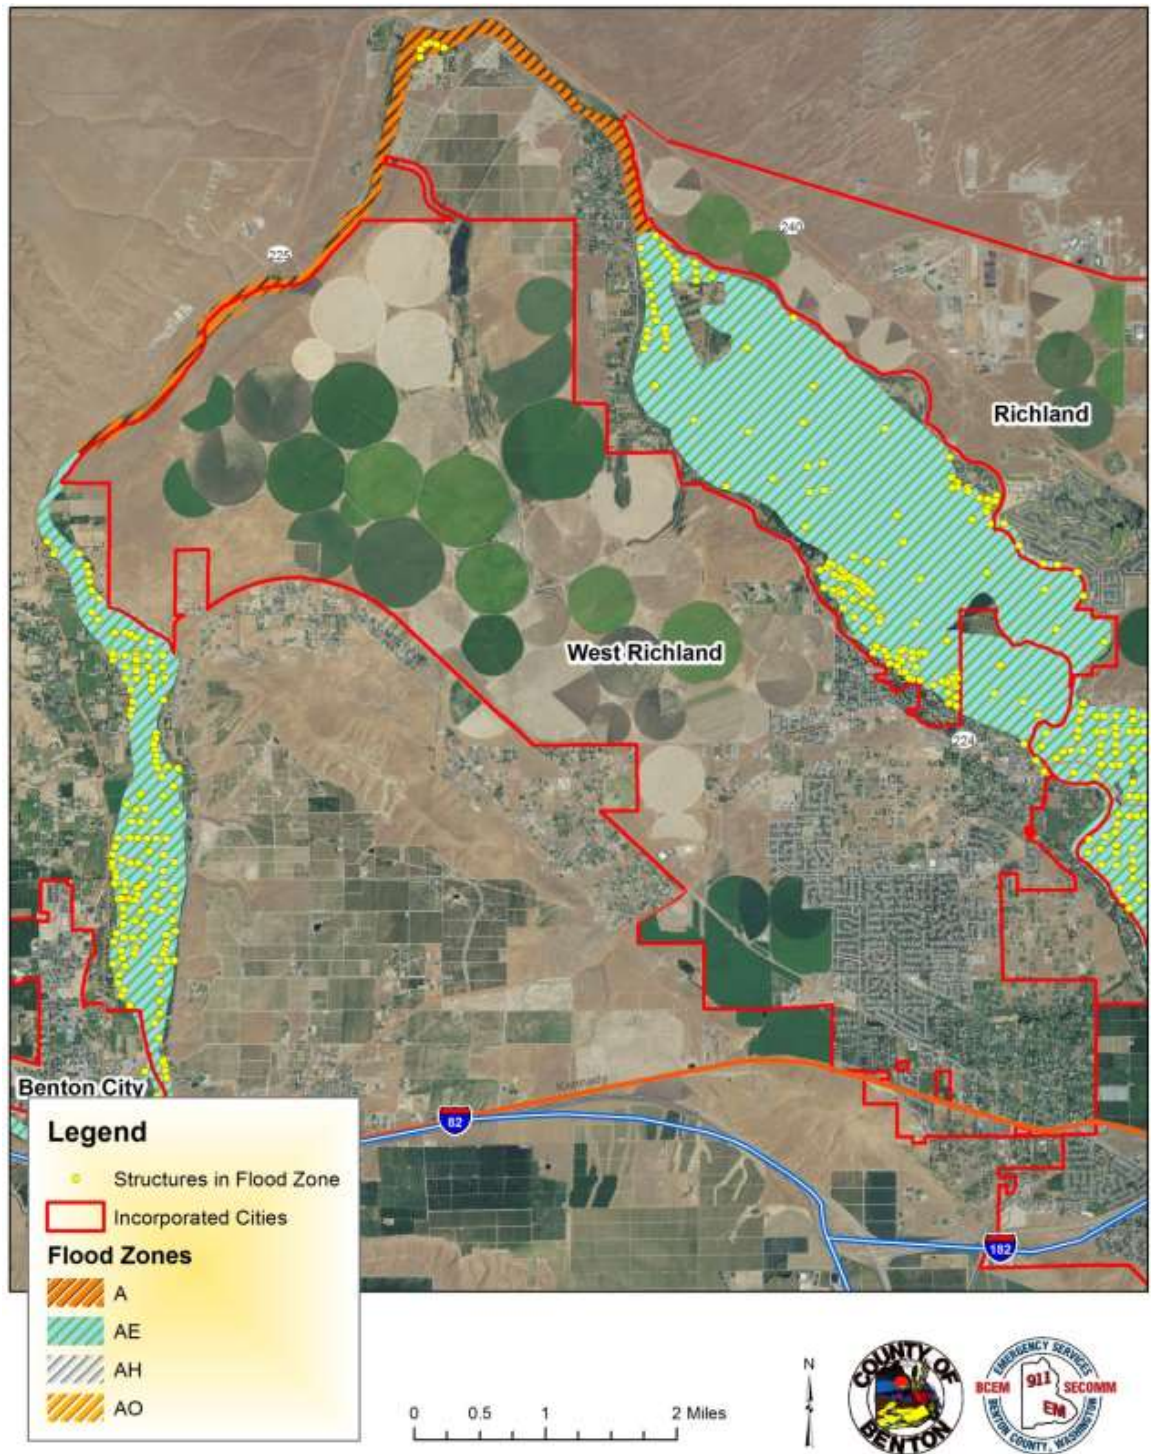 225
240
Richland
West Richland
224
Benton City
Kennedy
82
182
Legend
Structures in Flood Zone
Incorporated Cities
Flood Zones
A
AE
AH
AO
0 0.5 1 2 Miles
N
COUNTY OF
BENTON
EMERGENCY SERVICES
BCEM 911 SECOMM
EM
BENTON COUNTY, WASHINGTON